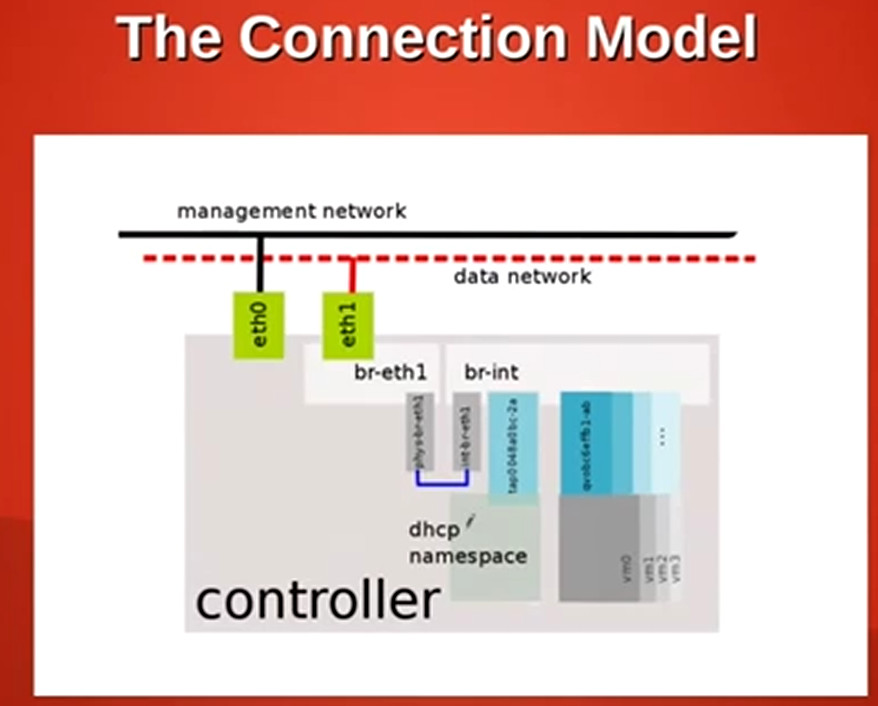 The Connection Model
management network
data network
eth0
eth1
br-eth1
br-int
phys-br-eth1
int-br-eth1
...
dhcp
namespace
vm0
vm1
vm2
vm3
controller